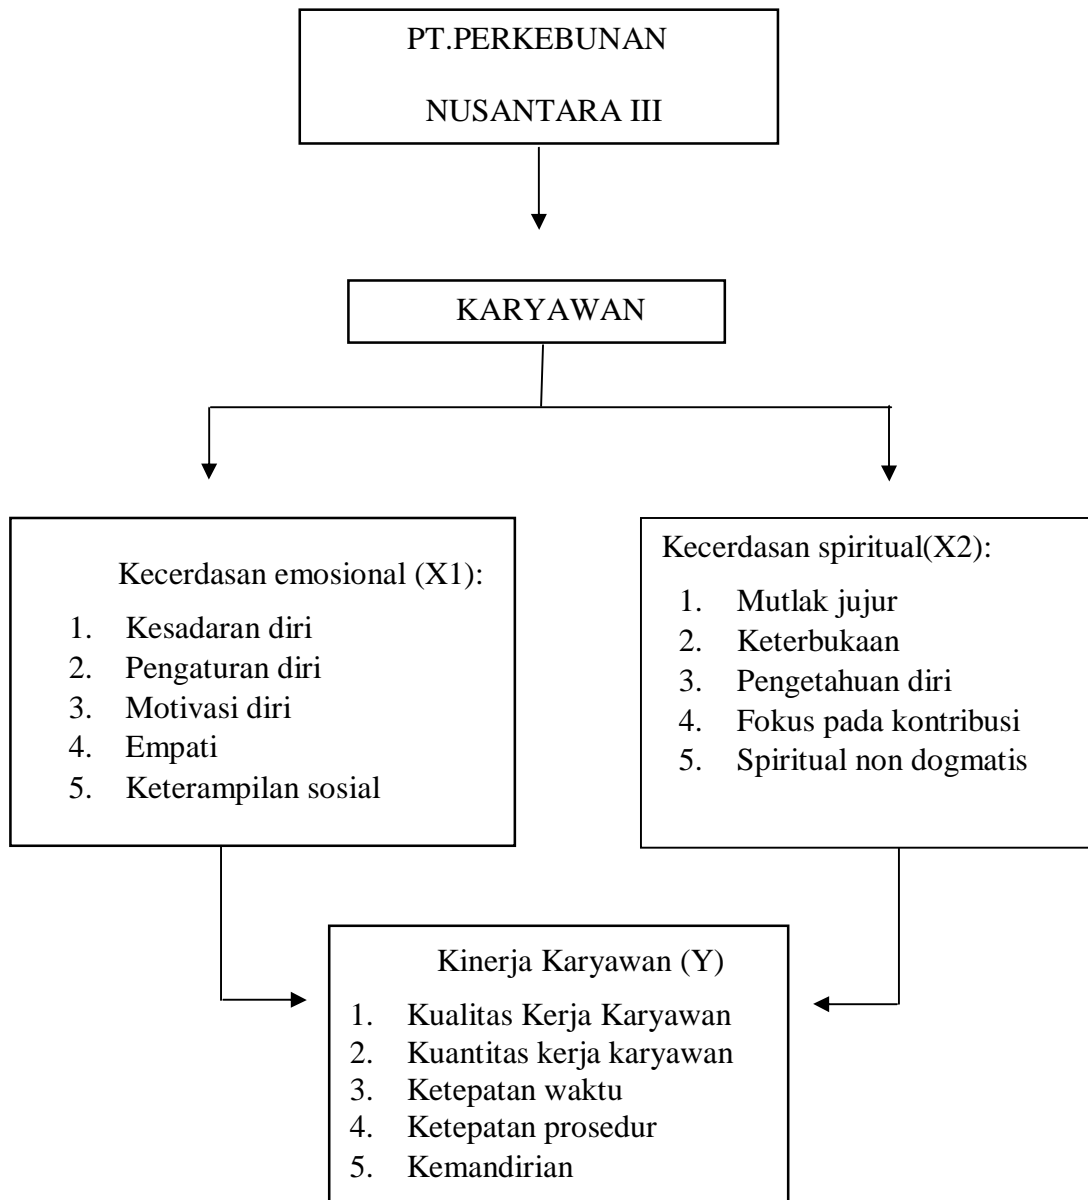 PT.PERKEBUNAN
NUSANTARA III
KARYAWAN
Kecerdasan emosional (X1):
1. Kesadaran diri
2. Pengaturan diri
3. Motivasi diri
4. Empati
5. Keterampilan sosial
Kecerdasan spiritual(X2):
1. Mutlak jujur
2. Keterbukaan
3. Pengetahuan diri
4. Fokus pada kontribusi
5. Spiritual non dogmatis
Kinerja Karyawan (Y)
1. Kualitas Kerja Karyawan
2. Kuantitas kerja karyawan
3. Ketepatan waktu
4. Ketepatan prosedur
5. Kemandirian